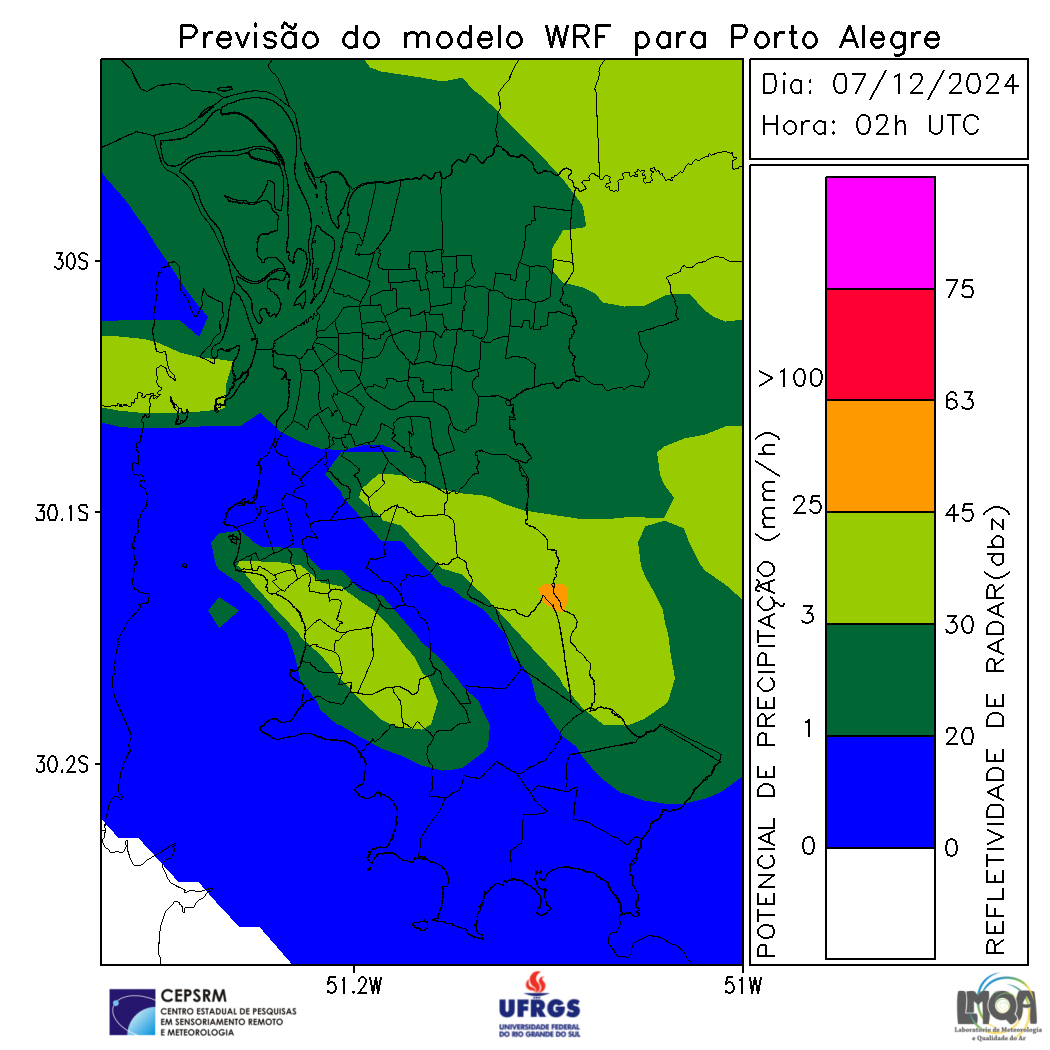 Previsão do modelo WRF para Porto Alegre
Dia: 07/12/2024
Hora: 02h UTC
30S
30.1S
30.2S
51.2W
51W
POTENCIAL DE PRECIPITAÇÃO (mm/h)
>100
25
3
1
0
75
63
45
30
20
0
REFLETIVIDADE DE RADAR(dbz)
CEPSRM
CENTRO ESTADUAL DE PESQUISAS
EM SENSORIAMENTO REMOTO
E METEOROLOGIA
UFRGS
UNIVERSIDADE FEDERAL
DO RIO GRANDE DO SUL
LMQA
Laboratório de Meteorologia
e Qualidade do Ar